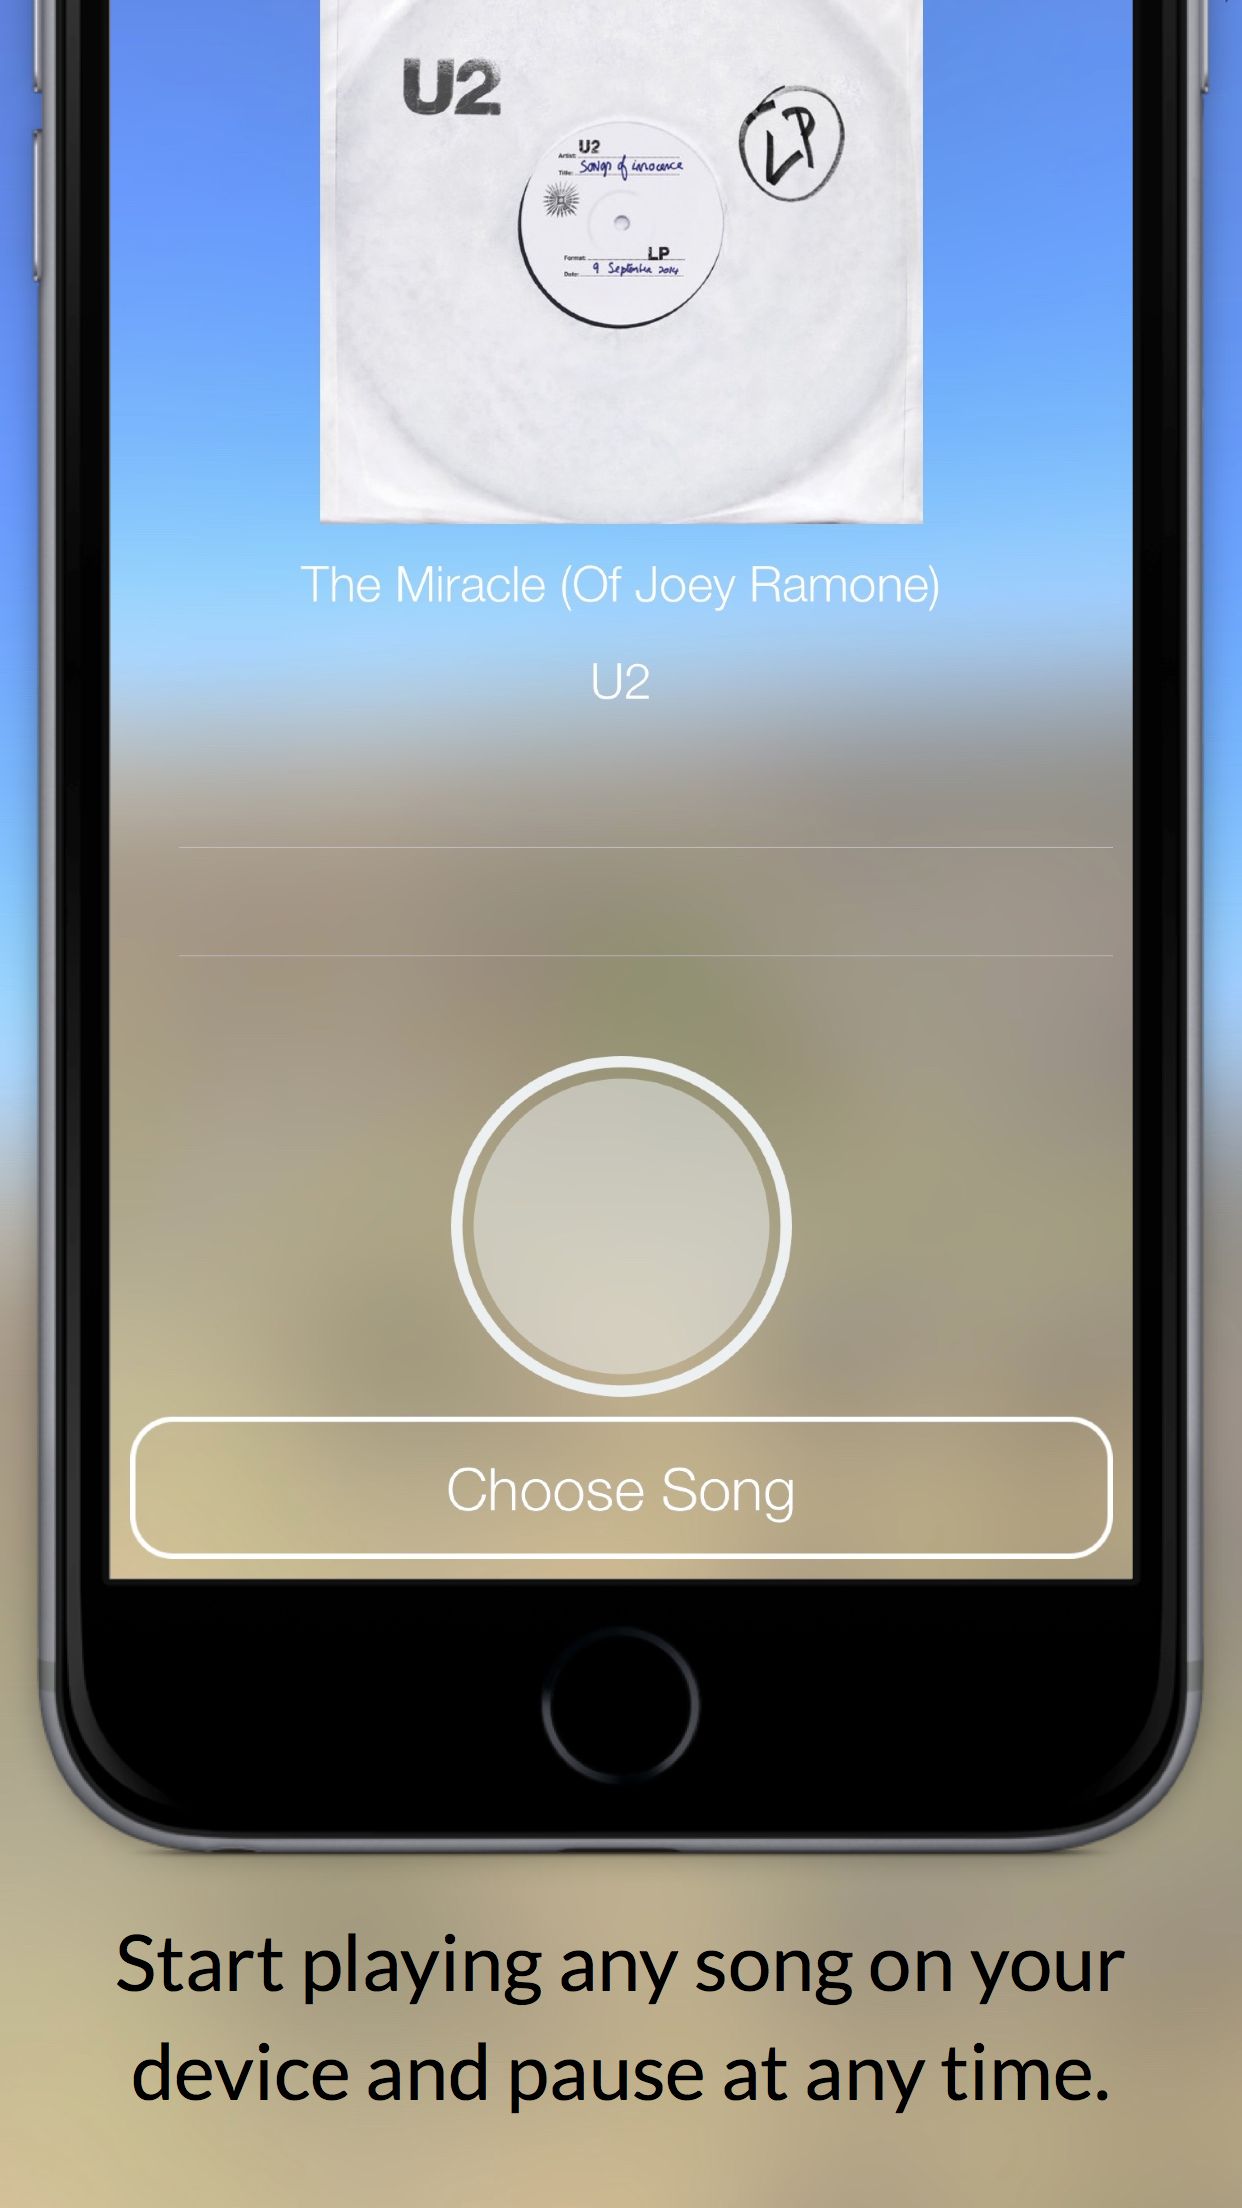 U2
LP
Artist: U2
Title: Songs of innocence
Format: LP
Date: 9 September 2014
The Miracle (Of Joey Ramone)
U2
Choose Song
Start playing any song on your
device and pause at any time.